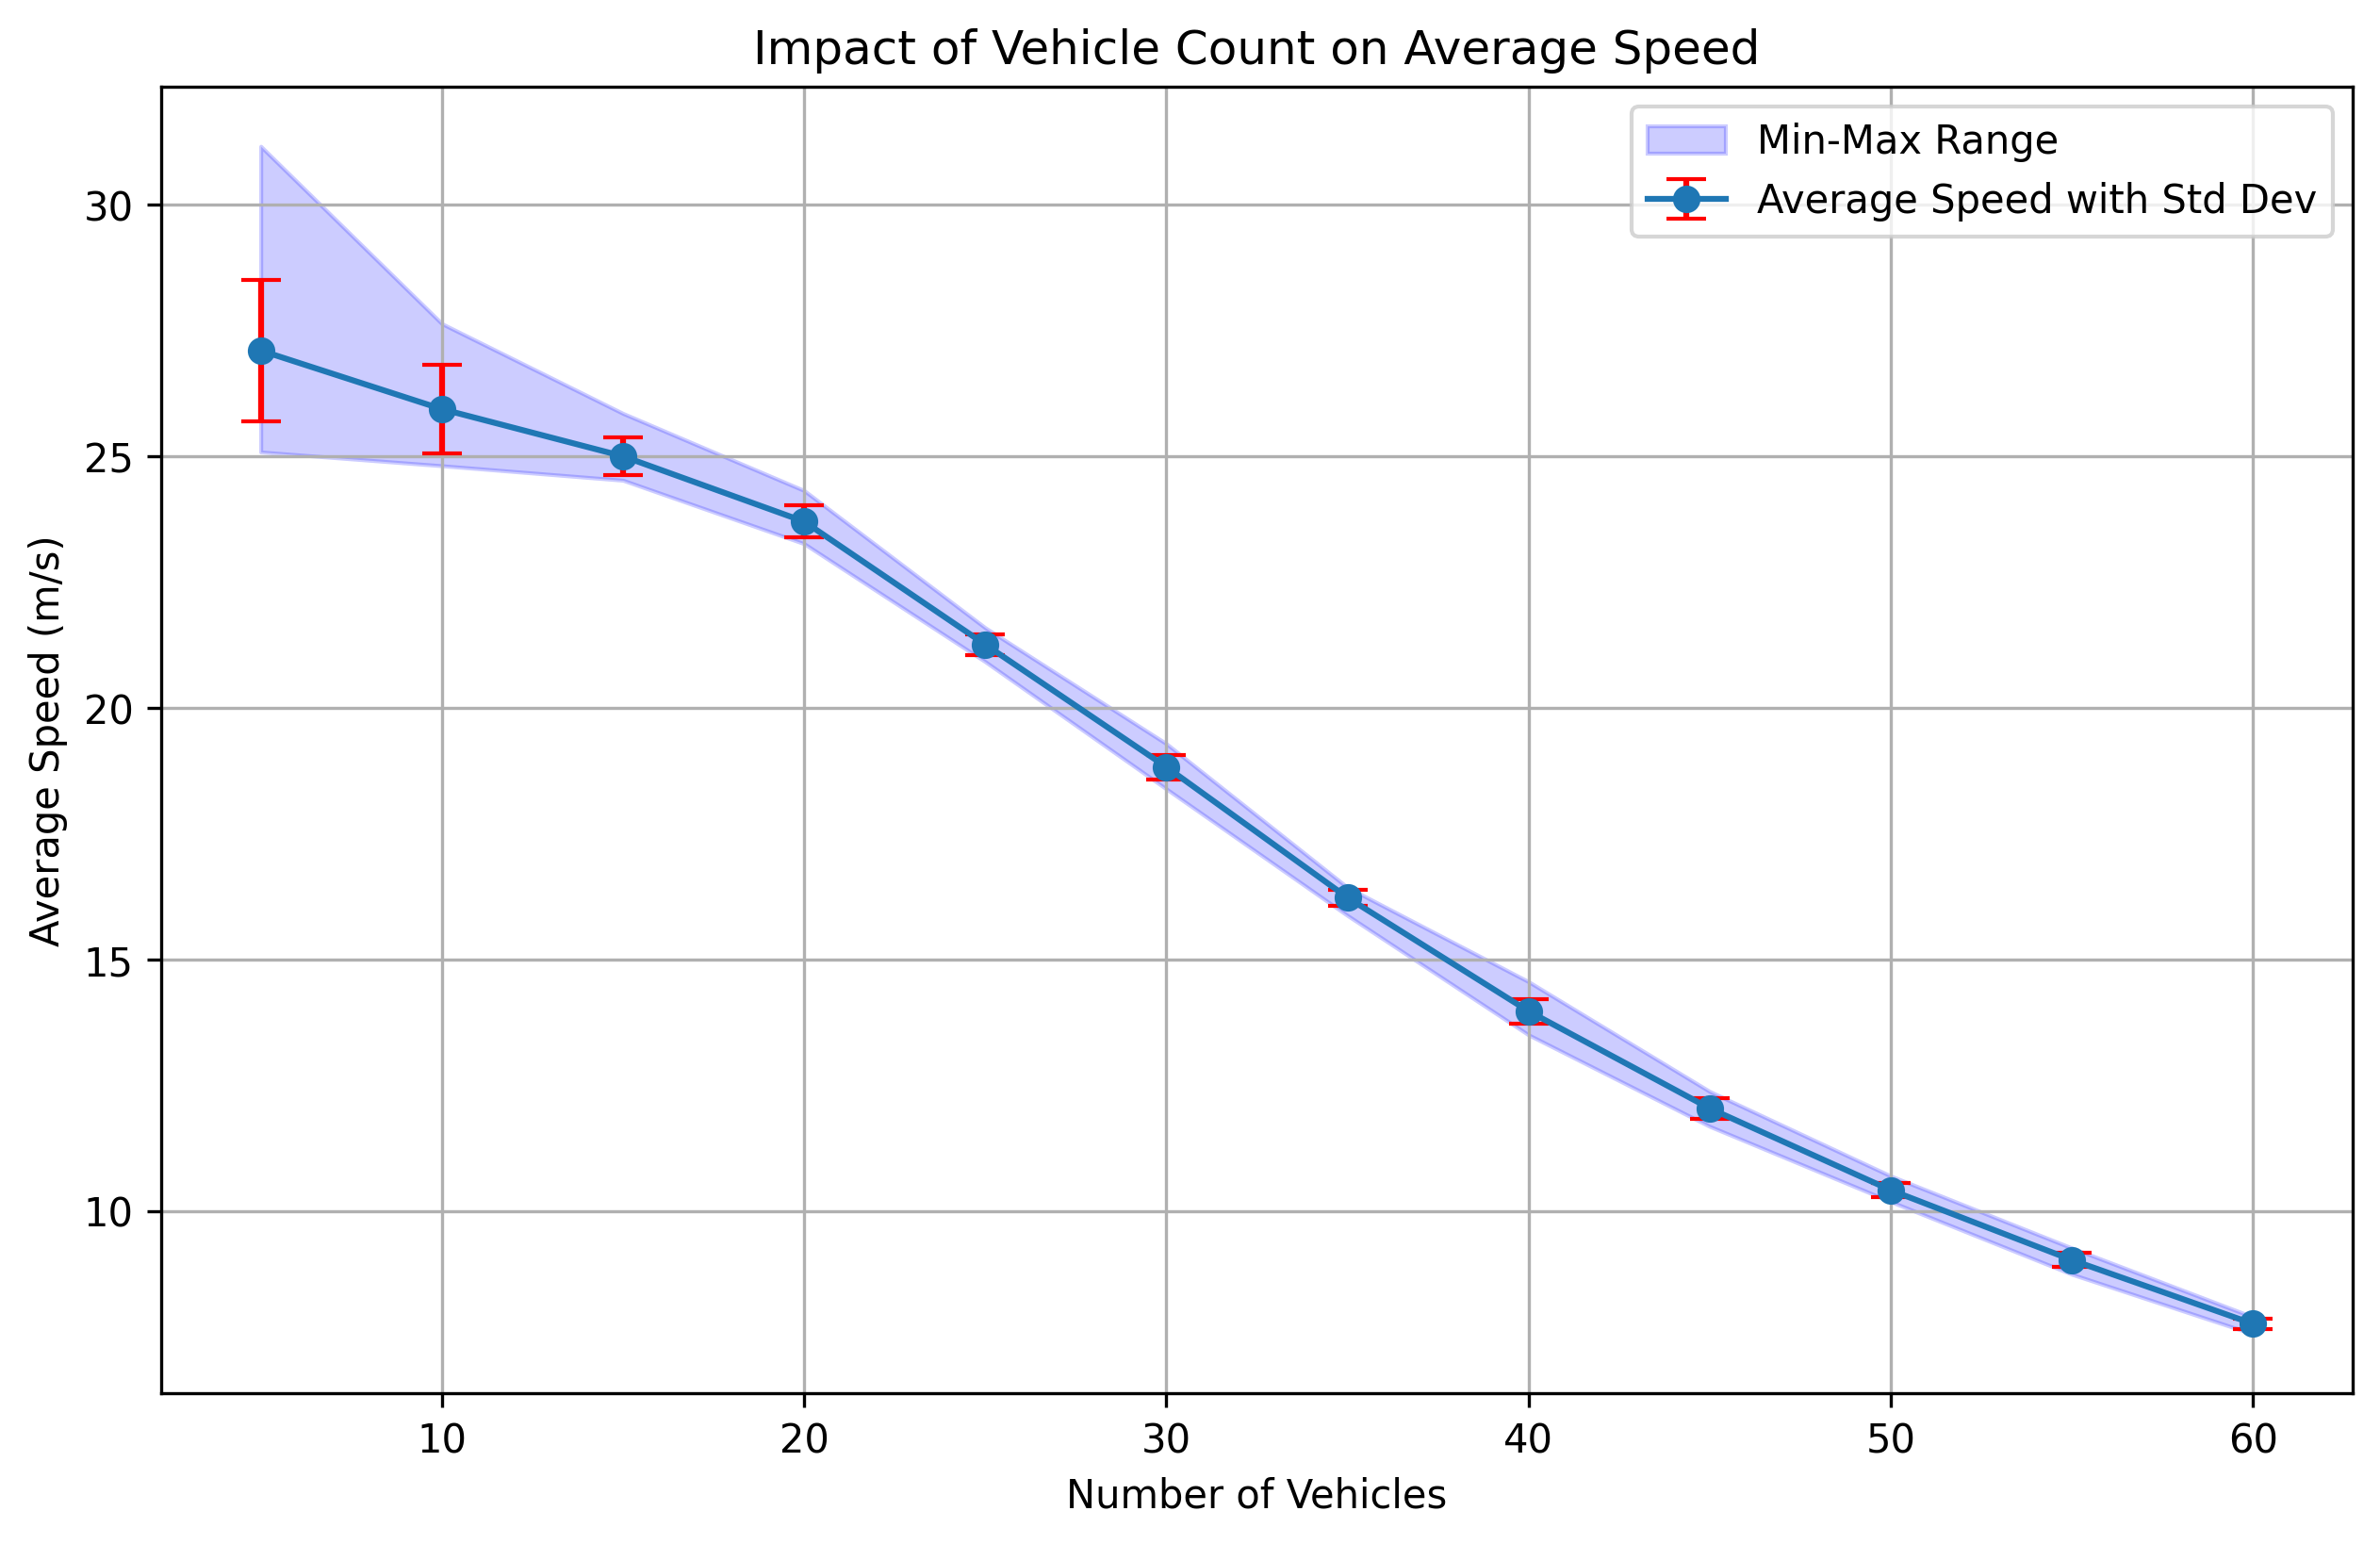 Impact of Vehicle Count on Average Speed
Min-Max Range
Average Speed with Std Dev
Average Speed (m/s)
30
25
20
15
10
10 20 30 40 50 60
Number of Vehicles